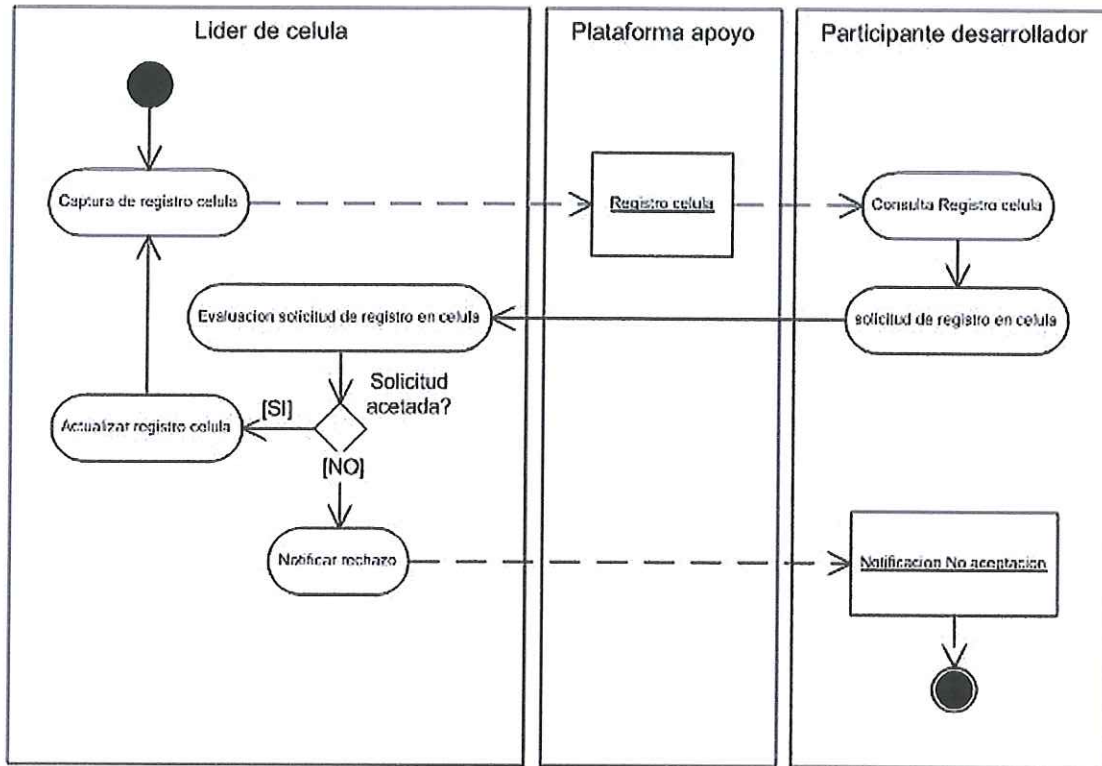 Lider de celula
Plataforma apoyo
Participante desarrollador
Captura de registro celula
Registro celula
Consulta Registro celula
Evaluacion solicitud de registro en celula
solicitud de registro en celula
Solicitud
acetada?
[SI]
Actualizar registro celula
[NO]
Notificar rechazo
Notificacion No aceptacion